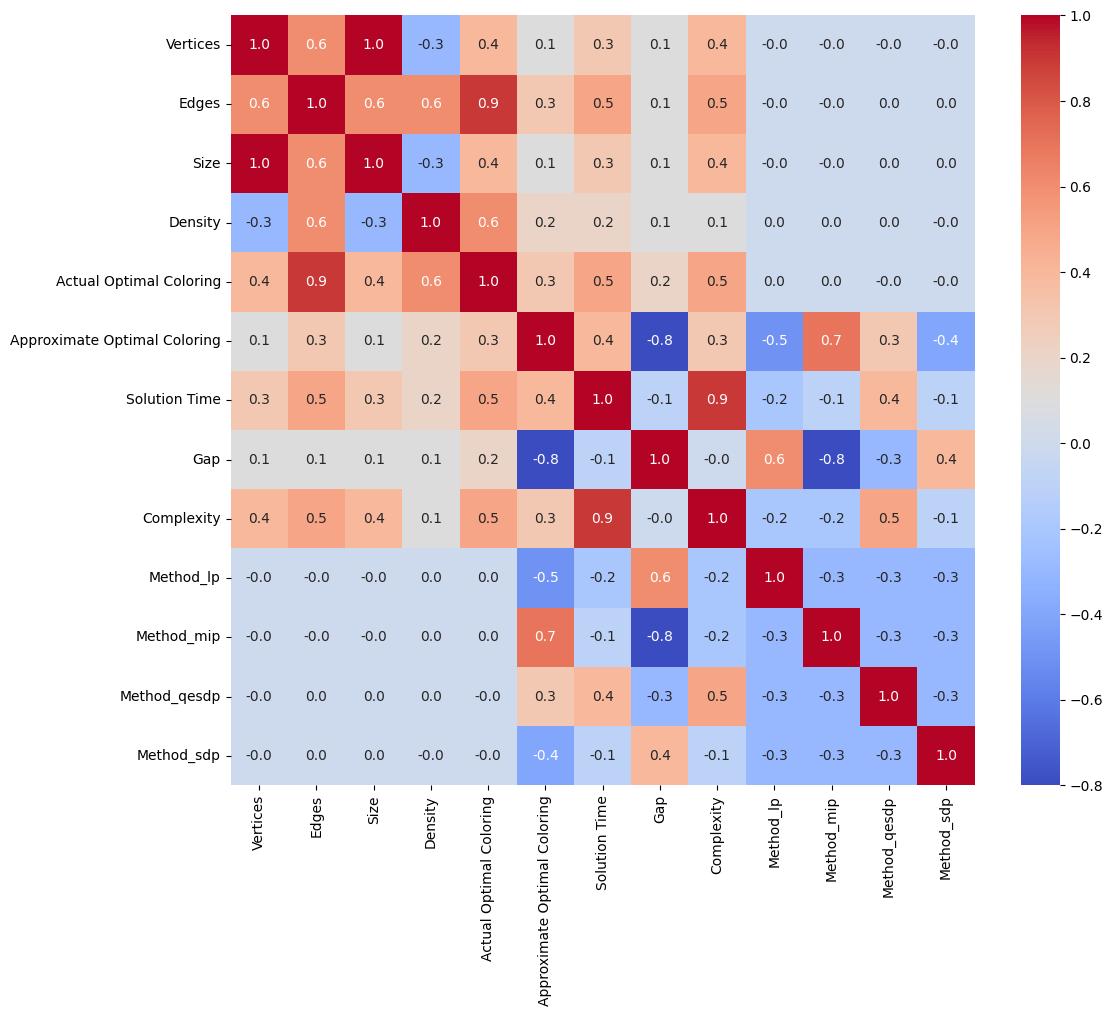 Vertices 1.0 0.6 1.0 -0.3 0.4 0.1 0.3 0.1 0.4 -0.0 -0.0 -0.0 -0.0
Edges 0.6 1.0 0.6 0.6 0.9 0.3 0.5 0.1 0.5 -0.0 -0.0 0.0 0.0
Size 1.0 0.6 1.0 -0.3 0.4 0.1 0.3 0.1 0.4 -0.0 -0.0 0.0 0.0
Density -0.3 0.6 -0.3 1.0 0.6 0.2 0.2 0.1 0.1 0.0 0.0 0.0 -0.0
Actual Optimal Coloring 0.4 0.9 0.4 0.6 1.0 0.3 0.5 0.2 0.5 0.0 0.0 -0.0 -0.0
Approximate Optimal Coloring 0.1 0.3 0.1 0.2 0.3 1.0 0.4 -0.8 0.3 -0.5 0.7 0.3 -0.4
Solution Time 0.3 0.5 0.3 0.2 0.5 0.4 1.0 -0.1 0.9 -0.2 -0.1 0.4 -0.1
Gap 0.1 0.1 0.1 0.1 0.2 -0.8 -0.1 1.0 -0.0 0.6 -0.8 -0.3 0.4
Complexity 0.4 0.5 0.4 0.1 0.5 0.3 0.9 -0.0 1.0 -0.2 -0.2 0.5 -0.1
Method_lp -0.0 -0.0 -0.0 0.0 0.0 -0.5 -0.2 0.6 -0.2 1.0 -0.3 -0.3 -0.3
Method_mip -0.0 -0.0 -0.0 0.0 0.0 0.7 -0.1 -0.8 -0.2 -0.3 1.0 -0.3 -0.3
Method_qesdp -0.0 0.0 0.0 0.0 -0.0 0.3 0.4 -0.3 0.5 -0.3 -0.3 1.0 -0.3
Method_sdp -0.0 0.0 0.0 -0.0 -0.0 -0.4 -0.1 0.4 -0.1 -0.3 -0.3 -0.3 1.0
Vertices
Edges
Size
Density
Actual Optimal Coloring
Approximate Optimal Coloring
Solution Time
Gap
Complexity
Method_lp
Method_mip
Method_qesdp
Method_sdp
1.0
0.8
0.6
0.4
0.2
0.0
−0.2
−0.4
−0.6
−0.8